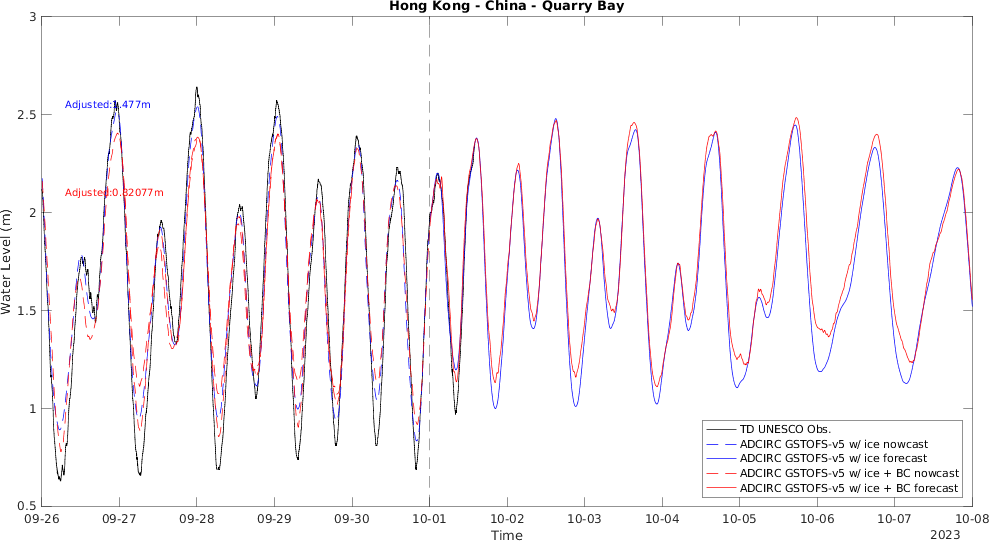 Hong Kong - China - Quarry Bay
3
2.5
2
1.5
1
0.5
Water Level (m)
Adjusted:1.477m
Adjusted:0.82077m
TD UNESCO Obs.
ADCIRC GSTOFS-v5 w/ ice nowcast
ADCIRC GSTOFS-v5 w/ ice forecast
ADCIRC GSTOFS-v5 w/ ice + BC nowcast
ADCIRC GSTOFS-v5 w/ ice + BC forecast
09-26 09-27 09-28 09-29 09-30 10-01 10-02 10-03 10-04 10-05 10-06 10-07 10-08
Time
2023